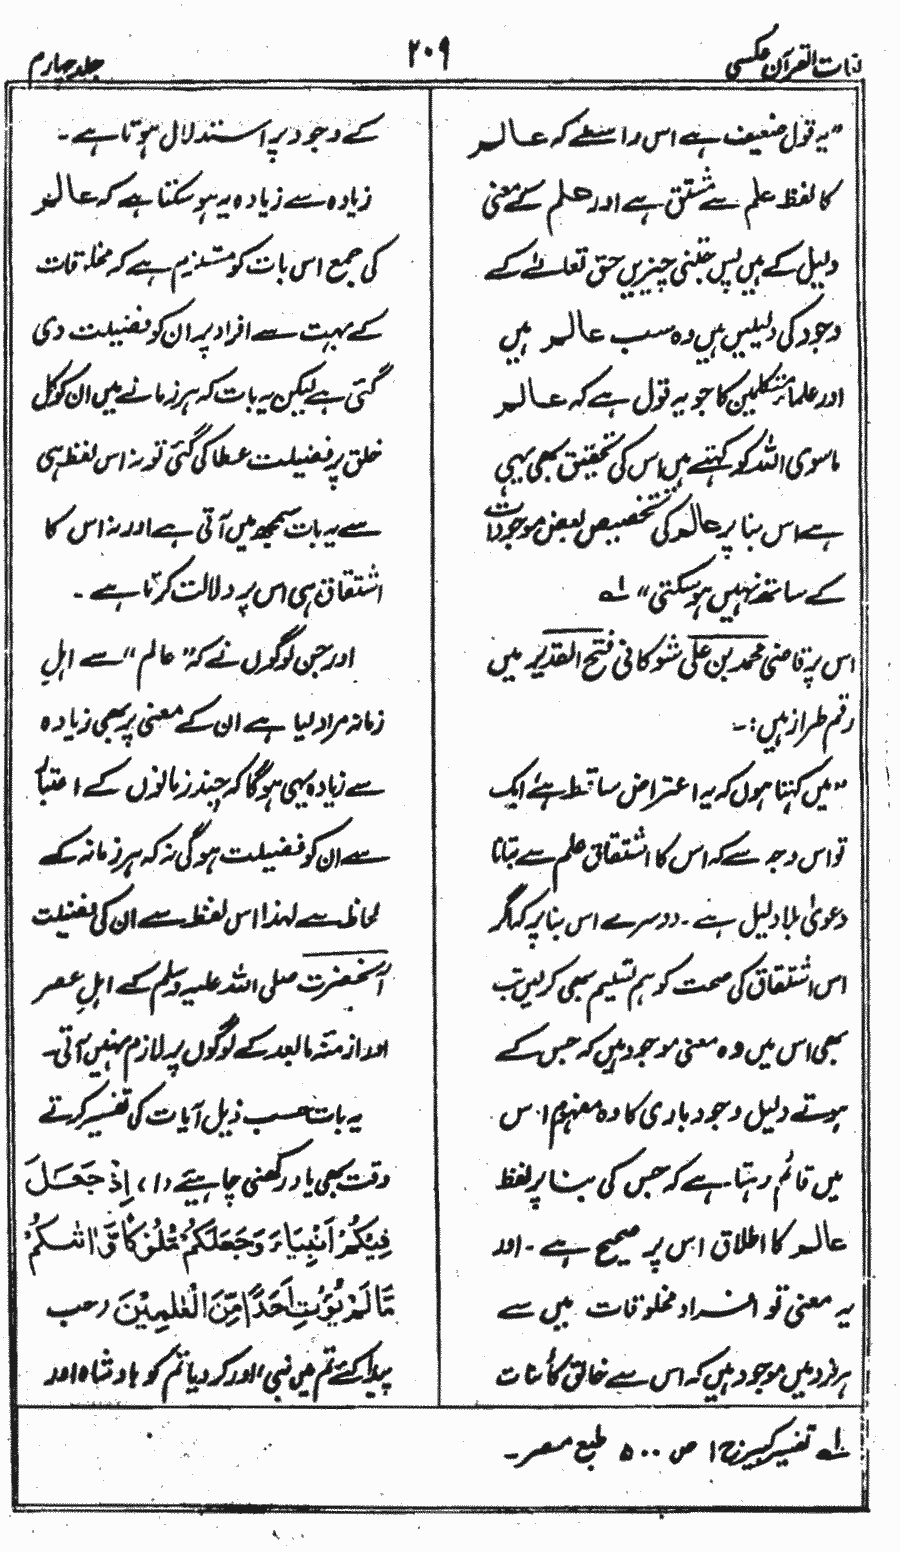 لغات القرآن عکسی
۲۰۹
جلد چہارم
"یہ قول ضعیف ہے اس واسطے کہ عالم
کا لفظ علم سے مشتق ہے اور علم کے معنی
دلیل کے ہیں پس جتنی چیزیں حق تعالےٰ کے
وجود کی دلیلیں ہیں وہ سب عالم ہیں
اور علمائے متکلمین کا جو یہ قول ہے کہ عالم
ماسوی اللہ کو کہتے ہیں اس کی تحقیق بھی یہی
ہے اس بنا پر عالم کی تخصیص بعض موجودات
کے ساتھ نہیں ہو سکتی" لہ
اس پر قاضی محمد بن علی شوکانی فتح القدیر میں
رقم طراز ہیں :-
"میں کہتا ہوں کہ یہ اعتراض ساقط ہے ایک
تو اس وجہ سے کہ اس کا اشتقاق علم سے بتانا
دعویٰ بلا دلیل ہے۔ دوسرے اس بنا پر کہ اگر
اس اشتقاق کی صحت کو ہم تسلیم بھی کر لیں تب
بھی اس میں وہ معنی موجود ہیں کہ جس کے
ہوتے دلیل وجود باری کا وہ مفہوم، جس
میں قائم رہتا ہے کہ جس کی بنا پر لفظ
عالم کا اطلاق اس پر صحیح ہے۔ اور
یہ معنی تو افراد مخلوقات میں سے
ہر فرد میں موجود ہیں کہ اس سے خالق کائنات
کے وجود پر استدلال ہوتا ہے۔
زیادہ سے زیادہ یہ ہو سکتا ہے کہ عالم
کی جمع اس بات کو مستلزم ہے کہ مخلوقات
کے بہت سے افراد پر ان کو فضیلت دی
گئی ہے لیکن یہ بات کہ ہر زمانے میں ان کو کل
خلق پر فضیلت عطا کی گئی تو نہ اس لفظ ہی
سے یہ بات سمجھ میں آتی ہے اور نہ اس کا
اشتقاق ہی اس پر دلالت کرتا ہے۔
اور جن لوگوں نے کہ "عالم" سے اہل
زمانہ مراد لیا ہے ان کے معنی پر بھی زیادہ
سے زیادہ یہی ہوگا کہ چند زمانوں کے اعتبار
سے ان کو فضیلت ہوگی نہ کہ ہر زمانہ کے
لحاظ سے لہذا اس لفظ سے ان کی فضیلت
آنحضرت صلی اللہ علیہ وسلم کے اہل عصر
اور ازمنہ مابعد کے لوگوں پر لازم نہیں آتی۔
یہ بات حسب ذیل آیات کی تفسیر کرتے
وقت بھی یاد رکھنی چاہیئے (۱)، اِذْ جَعَلَ
فِيْكُمْ اَنْبِيَاءَ وَجَعَلَكُمْ مُّلُوْكًا وَّاٰتٰىكُمْ
مَّا لَمْ يُؤْتِ اَحَدًا مِّنَ الْعٰلَمِيْنَ (جب
پیدا کئے تم میں نبی، اور کر دیا تم کو بادشاہ اور
لہ تفسیر کبیر ج ۱ ص ۵۰۰ طبع مصر۔